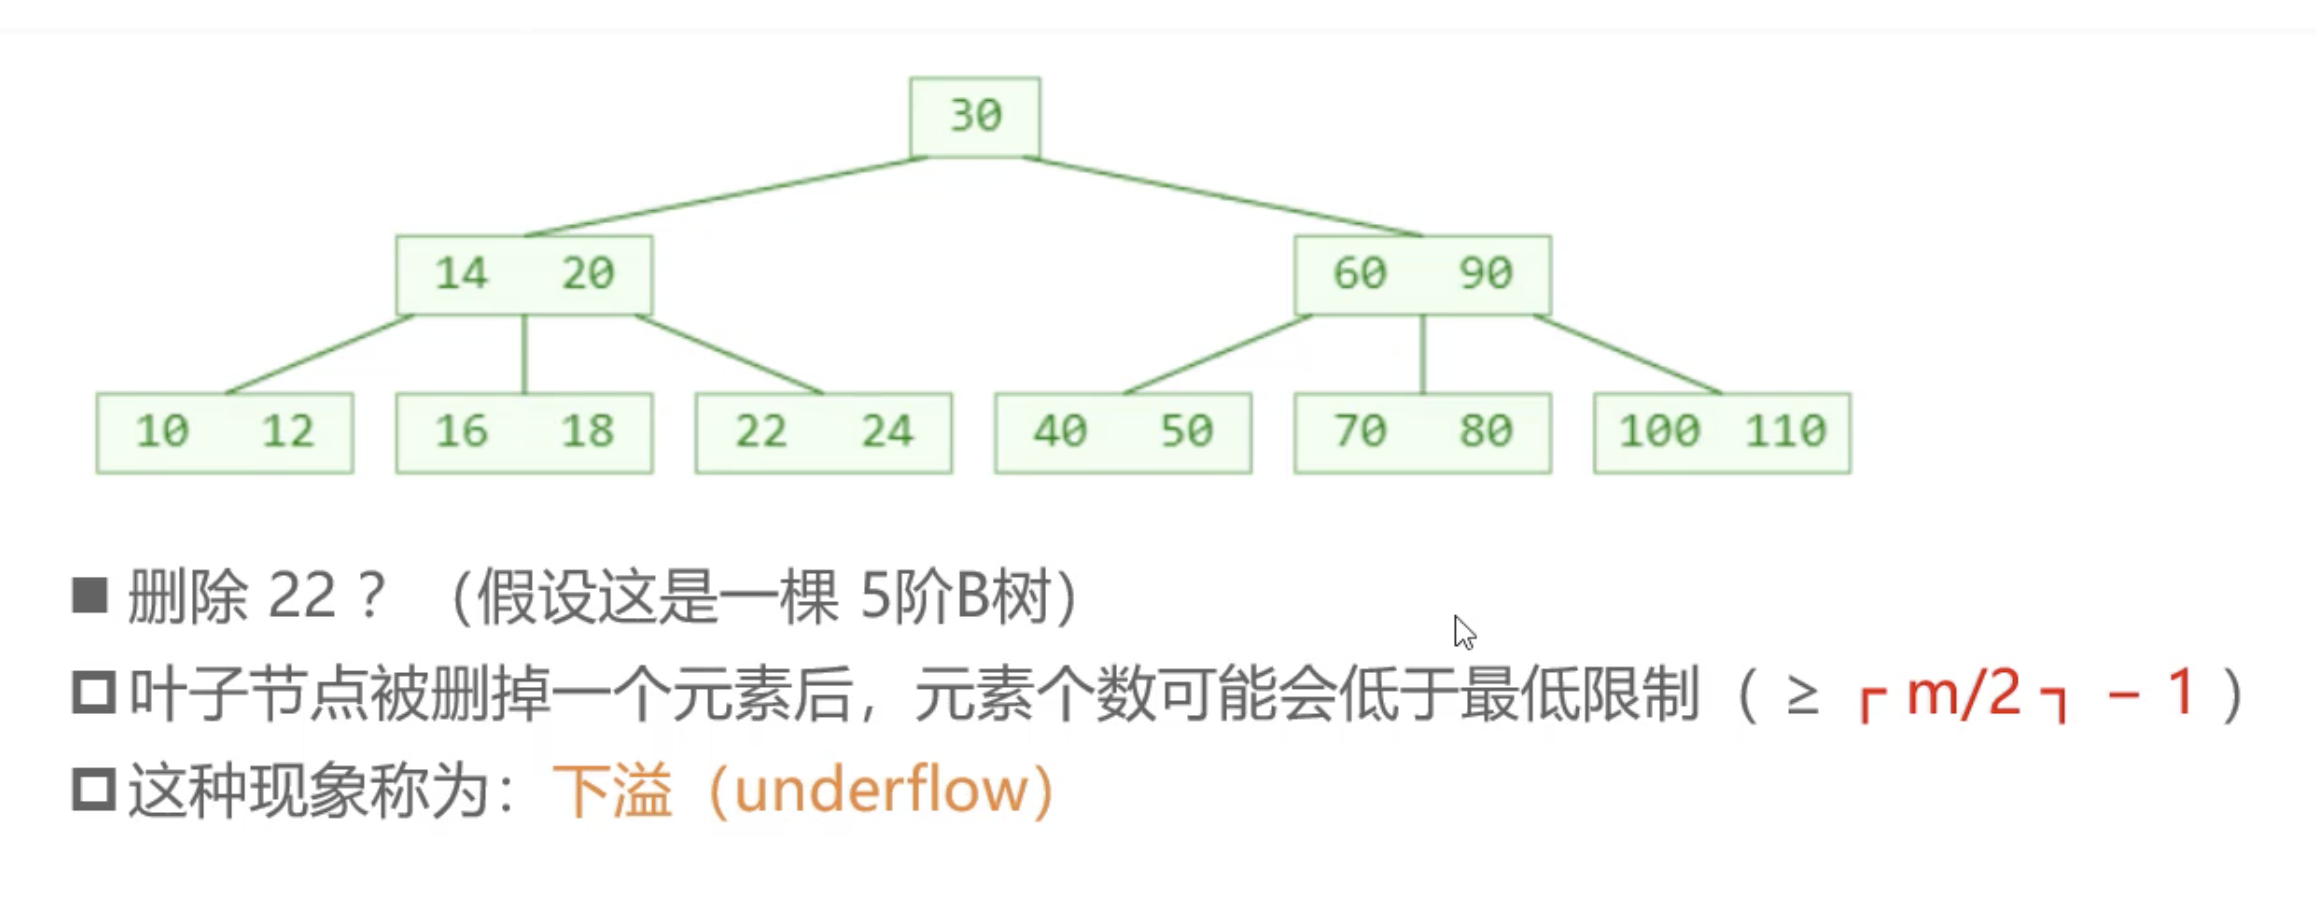 30
14 20 60 90
10 12 16 18 22 24 40 50 70 80 100 110
■ 删除 22 ？（假设这是一棵 5阶B树）
□ 叶子节点被删掉一个元素后，元素个数可能会低于最低限制（ ≥ ┌ m/2 ┐ − 1 ）
□ 这种现象称为：下溢（underflow）